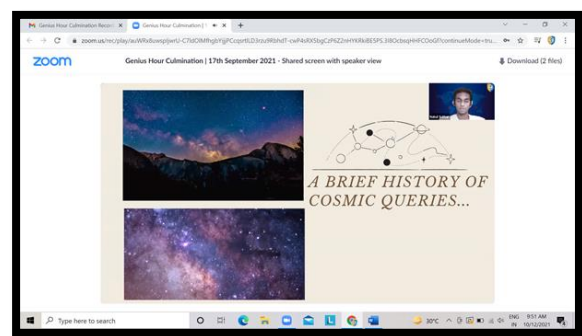 Genius Hour Culmination Record
Genius Hour Culmination |
zoom
Genius Hour Culmination | 17th September 2021 - Shared screen with speaker view
Download (2 files)
A BRIEF HISTORY OF
COSMIC QUERIES...
Type here to search
30°C
ENG
9:51 AM
IN
10/12/2021